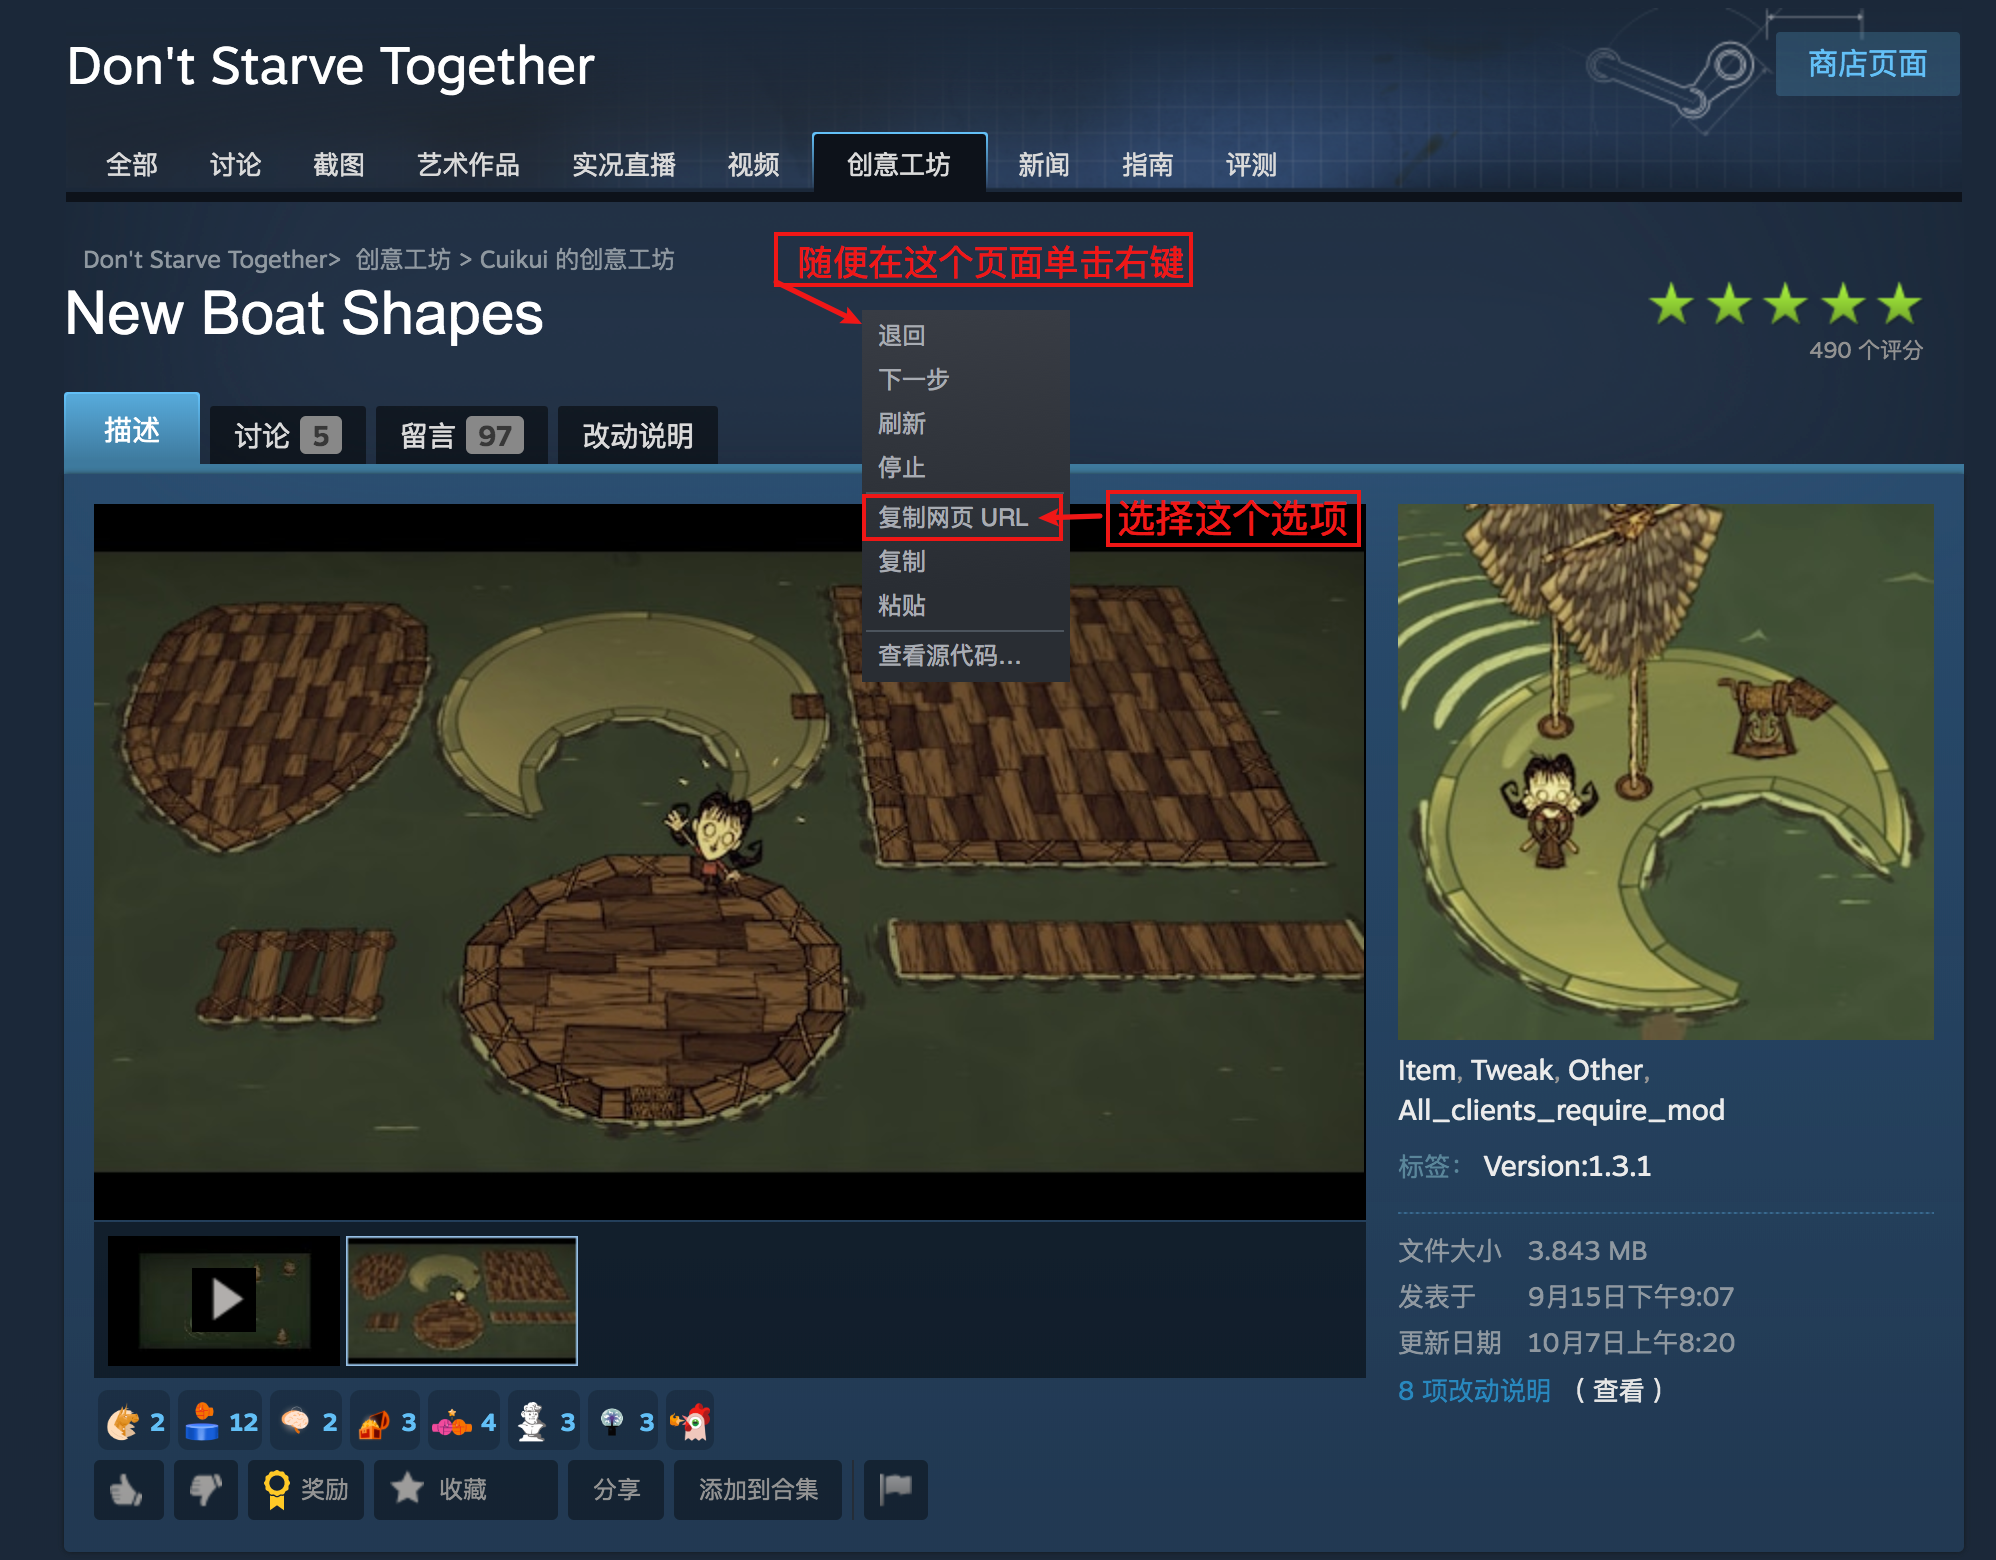 Don't Starve Together
商店页面
全部 讨论 截图 艺术作品 实况直播 视频 创意工坊 新闻 指南 评测
Don't Starve Together> 创意工坊 > Cuikui 的创意工坊
随便在这个页面单击右键
New Boat Shapes
490 个评分
退回
下一步
刷新
停止
复制网页 URL
选择这个选项
复制
粘贴
查看源代码...
描述 讨论 5 留言 97 改动说明
Item, Tweak, Other,
All_clients_require_mod
标签: Version:1.3.1
文件大小 3.843 MB
发表于 9月15日下午9:07
更新日期 10月7日上午8:20
8 项改动说明 ( 查看 )
2 12 2 3 4 3 3
奖励 收藏 分享 添加到合集